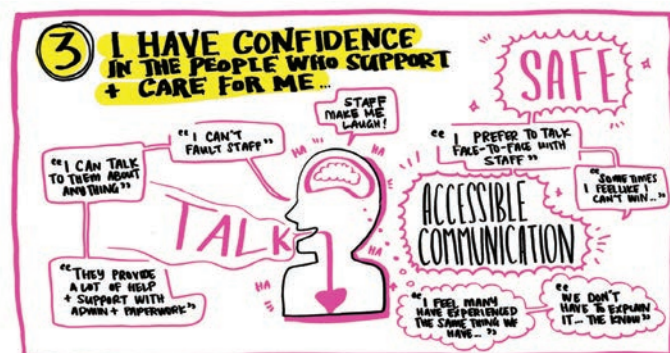 3 I HAVE CONFIDENCE
IN THE PEOPLE WHO SUPPORT
+ CARE FOR ME...
STAFF
MAKE ME
LAUGH!
SAFE
"I CAN'T
FAULT STAFF"
"I CAN TALK
TO THEM ABOUT
ANYTHING"
HA
HA
HA
"I PREFER TO TALK
FACE-TO-FACE WITH
STAFF"
"SOME TIMES
I FEEL LIKE I
CAN'T WIN..."
TALK
ACCESSIBLE
COMMUNICATION
HA
HA
"THEY PROVIDE
A LOT OF HELP
+ SUPPORT WITH
ADMIN + PAPERWORK"
"I FEEL MANY
HAVE EXPERIENCED
THE SAME THING WE
HAVE..."
"WE DON'T
HAVE TO EXPLAIN
IT... THE KNOW"